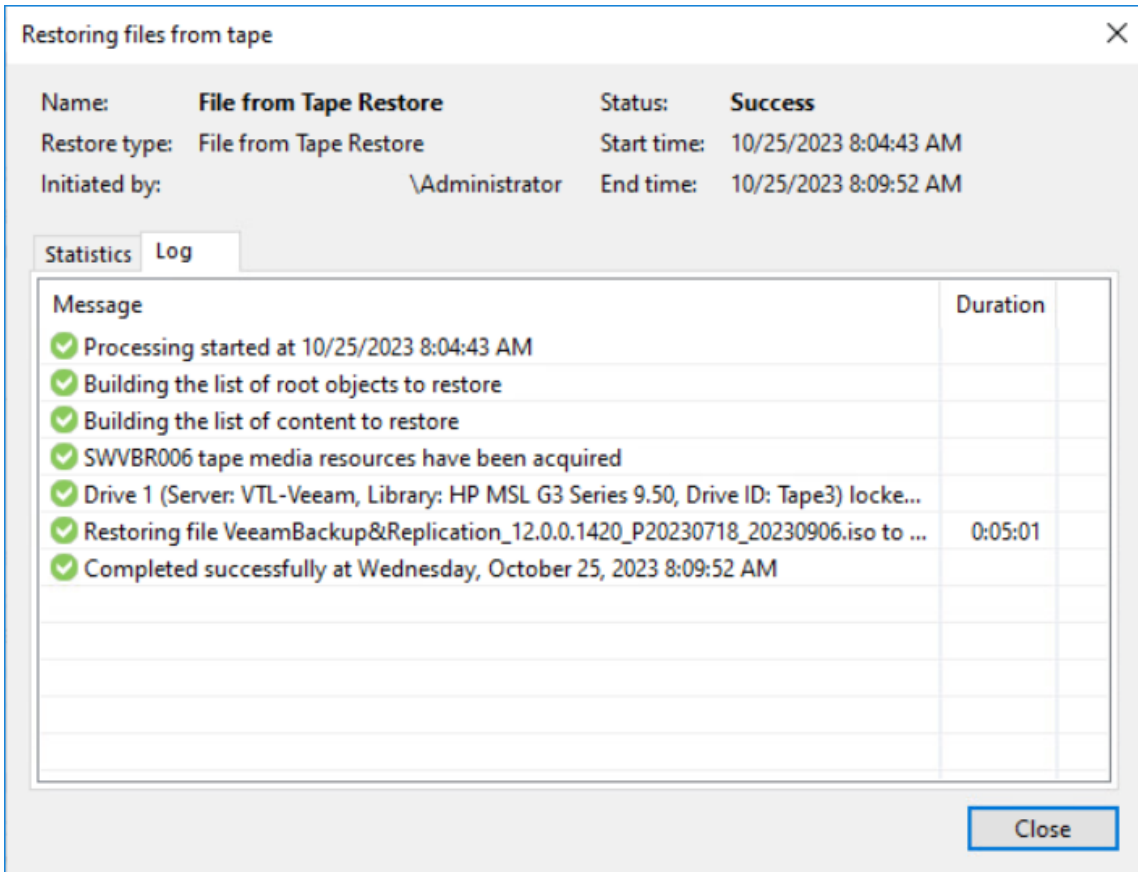 Restoring files from tape
Name: File from Tape Restore Status: Success
Restore type: File from Tape Restore Start time: 10/25/2023 8:04:43 AM
Initiated by: \Administrator End time: 10/25/2023 8:09:52 AM
Statistics Log
Message Duration
Processing started at 10/25/2023 8:04:43 AM
Building the list of root objects to restore
Building the list of content to restore
SWVBR006 tape media resources have been acquired
Drive 1 (Server: VTL-Veeam, Library: HP MSL G3 Series 9.50, Drive ID: Tape3) locke...
Restoring file VeeamBackup&Replication_12.0.0.1420_P20230718_20230906.iso to ... 0:05:01
Completed successfully at Wednesday, October 25, 2023 8:09:52 AM
Close